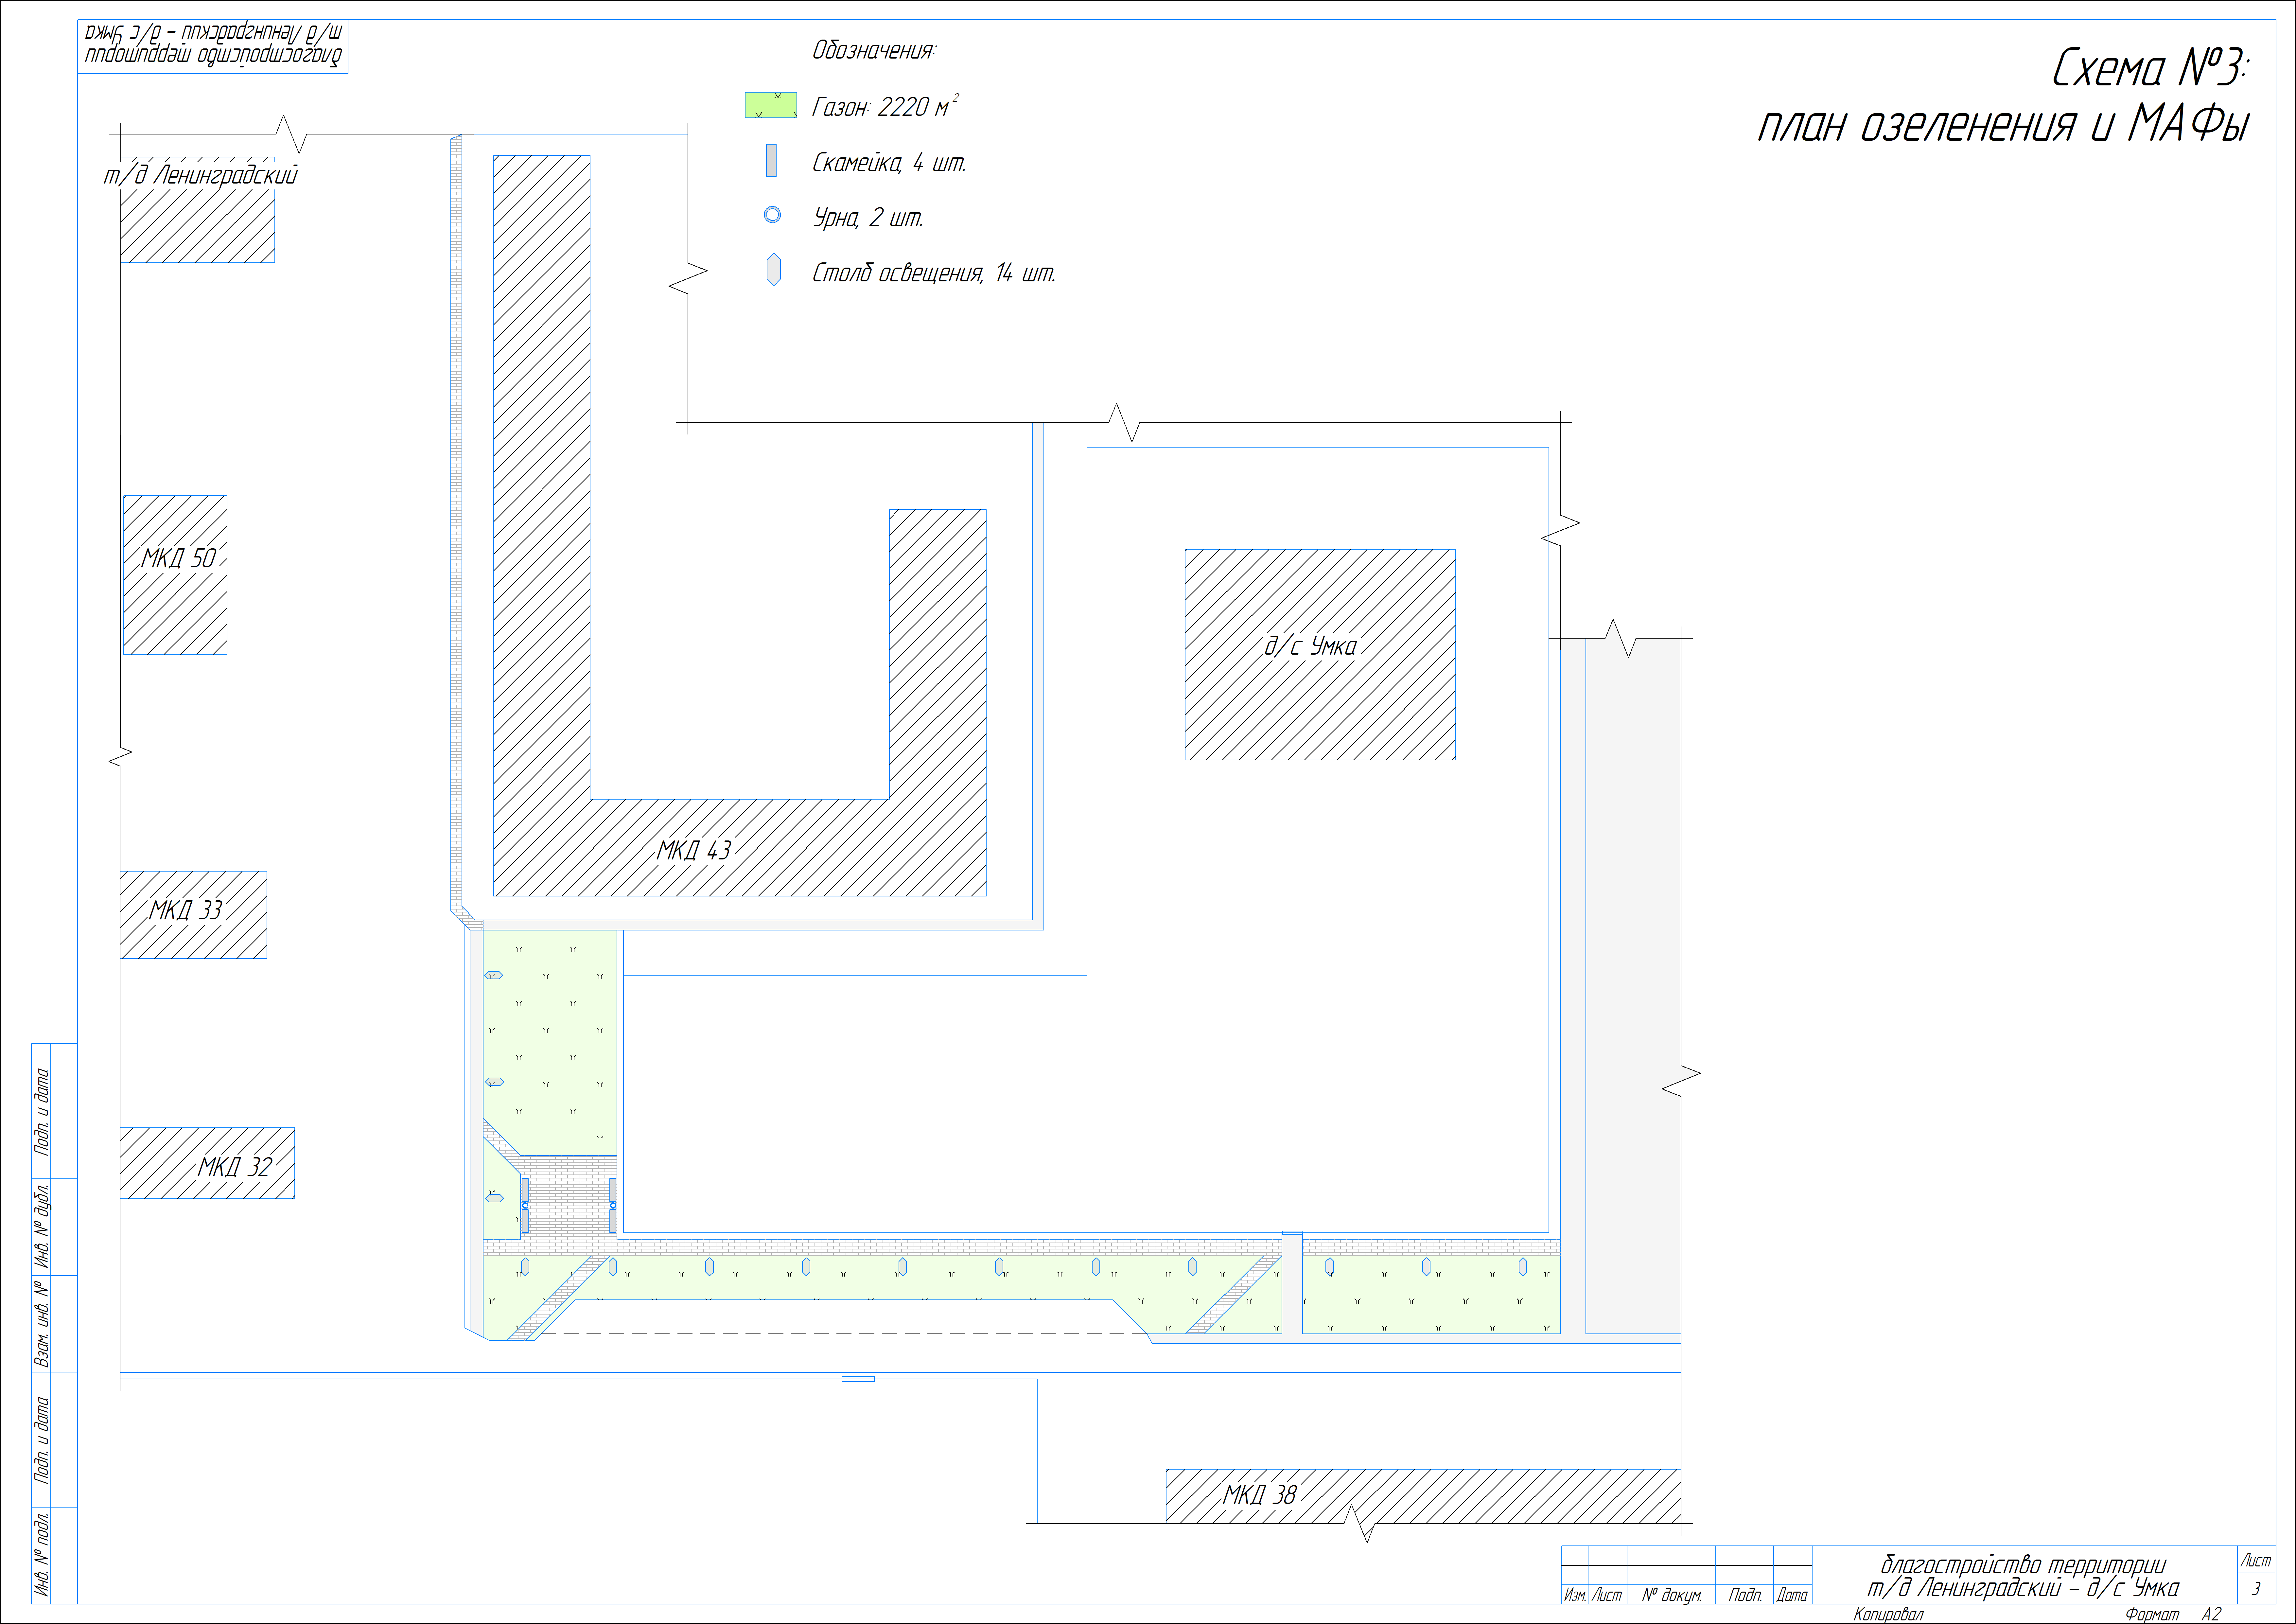 благостройство территории
т/д Ленинградский - д/с Умка
Схема №3:
план озеленения и МАФы
Обозначения:
Газон: 2220 м²
Скамейка, 4 шт.
Урна, 2 шт.
Столб освещения, 14 шт.
т/д Ленинградский
МКД 50
д/с Умка
МКД 43
МКД 33
МКД 32
МКД 38
Подп. и дата
Инв. № дубл.
Взам. инв. №
Подп. и дата
Инв. № подл.
Изм. Лист № докум. Подп. Дата
благостройство территории
т/д Ленинградский - д/с Умка
Лист
3
Копировал Формат А2